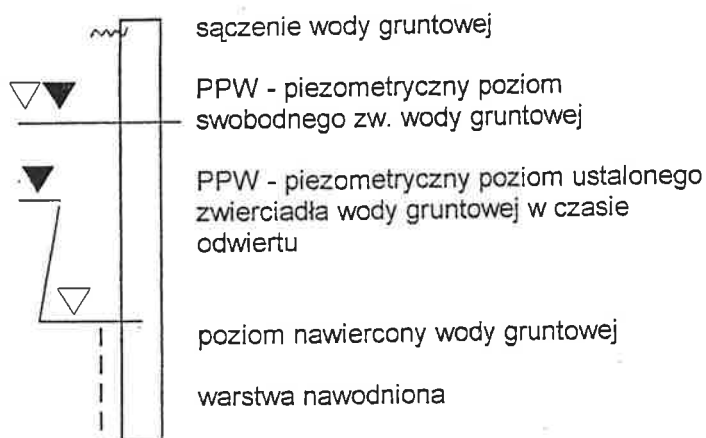 sączenie wody gruntowej
PPW - piezometryczny poziom
swobodnego zw. wody gruntowej
PPW - piezometryczny poziom ustalonego
zwierciadła wody gruntowej w czasie
odwiertu
poziom nawiercony wody gruntowej
warstwa nawodniona